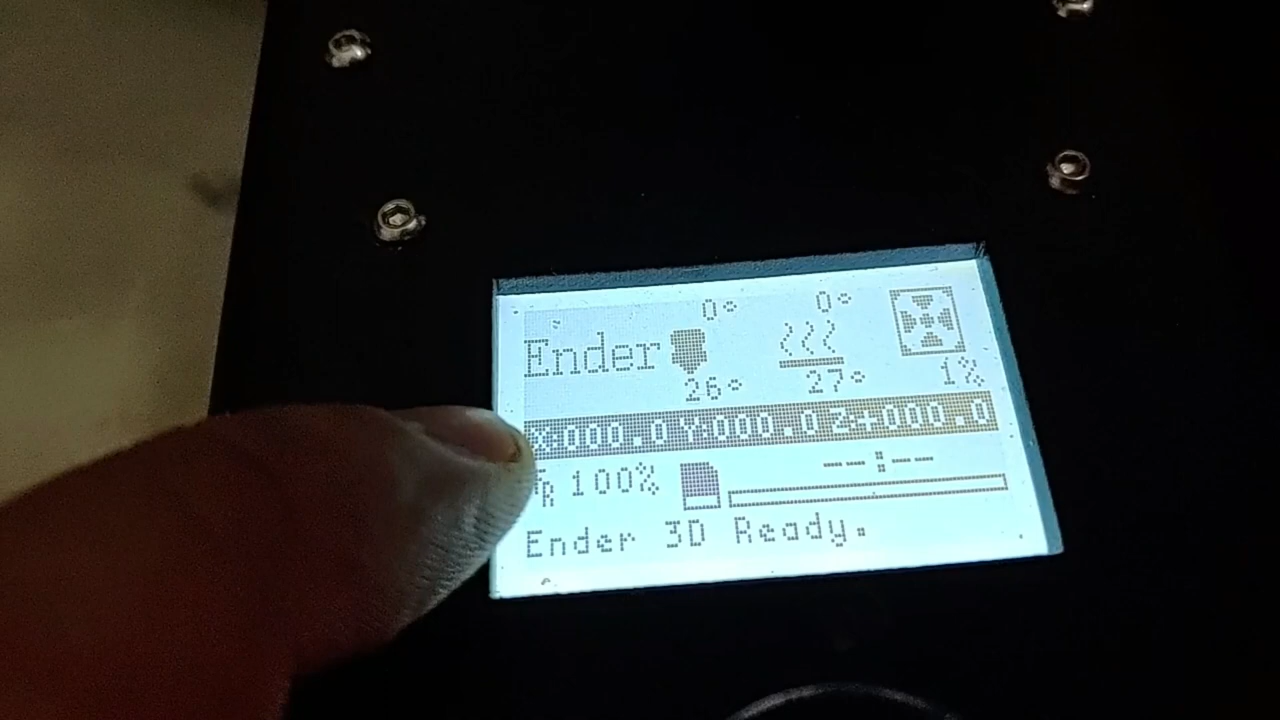 0° 0°
Ender
26° 27° 1%
X:000.0 Y:000.0 Z:+000.0
FR 100% --:--
Ender 3D Ready.